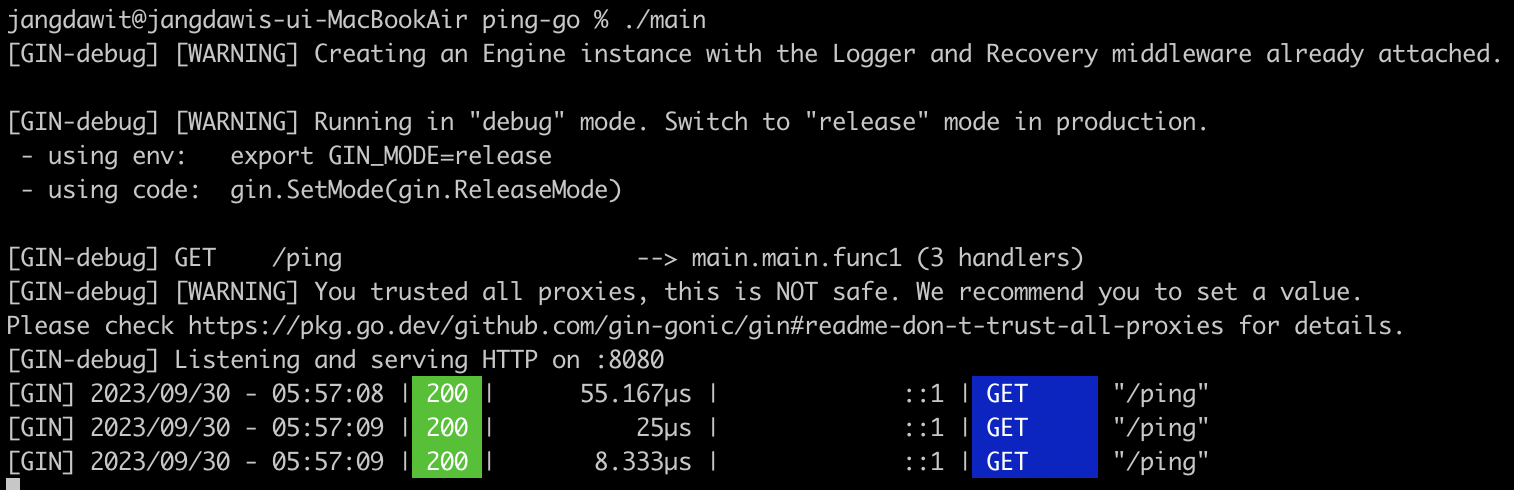 jangdawit@jangdawis-ui-MacBookAir ping-go % ./main
[GIN-debug] [WARNING] Creating an Engine instance with the Logger and Recovery middleware already attached.
[GIN-debug] [WARNING] Running in "debug" mode. Switch to "release" mode in production.
 - using env:   export GIN_MODE=release
 - using code:  gin.SetMode(gin.ReleaseMode)
[GIN-debug] GET    /ping                     --> main.main.func1 (3 handlers)
[GIN-debug] [WARNING] You trusted all proxies, this is NOT safe. We recommend you to set a value.
Please check https://pkg.go.dev/github.com/gin-gonic/gin#readme-don-t-trust-all-proxies for details.
[GIN-debug] Listening and serving HTTP on :8080
[GIN] 2023/09/30 - 05:57:08 | 200 |      55.167µs |             ::1 | GET      "/ping"
[GIN] 2023/09/30 - 05:57:09 | 200 |          25µs |             ::1 | GET      "/ping"
[GIN] 2023/09/30 - 05:57:09 | 200 |       8.333µs |             ::1 | GET      "/ping"